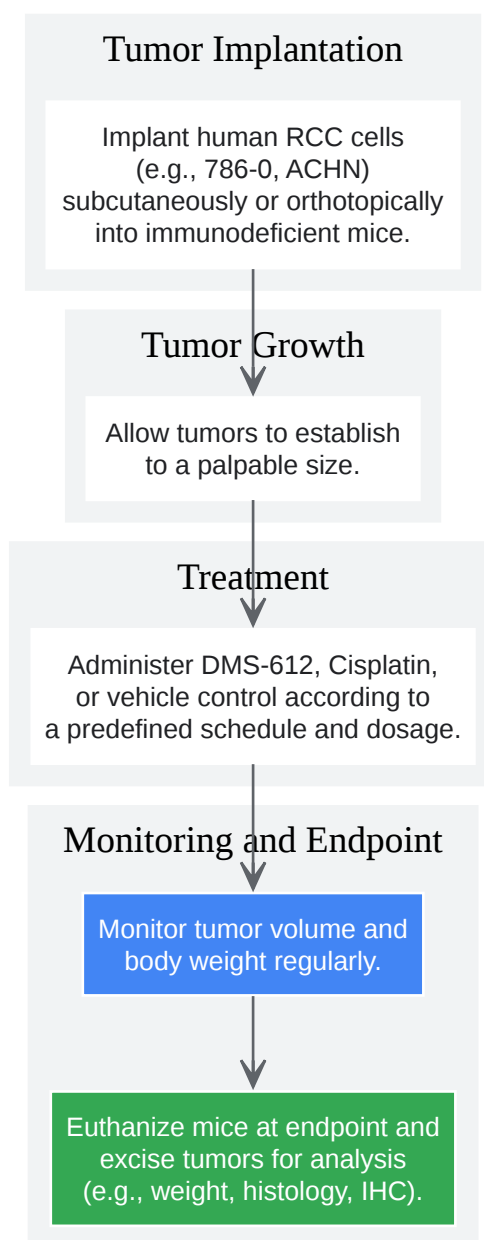 Tumor Implantation
Implant human RCC cells
(e.g., 786-0, ACHN)
subcutaneously or orthotopically
into immunodeficient mice.
Tumor Growth
Allow tumors to establish
to a palpable size.
Treatment
Administer DMS-612, Cisplatin,
or vehicle control according to
a predefined schedule and dosage.
Monitoring and Endpoint
Monitor tumor volume and
body weight regularly.
Euthanize mice at endpoint and
excise tumors for analysis
(e.g., weight, histology, IHC).